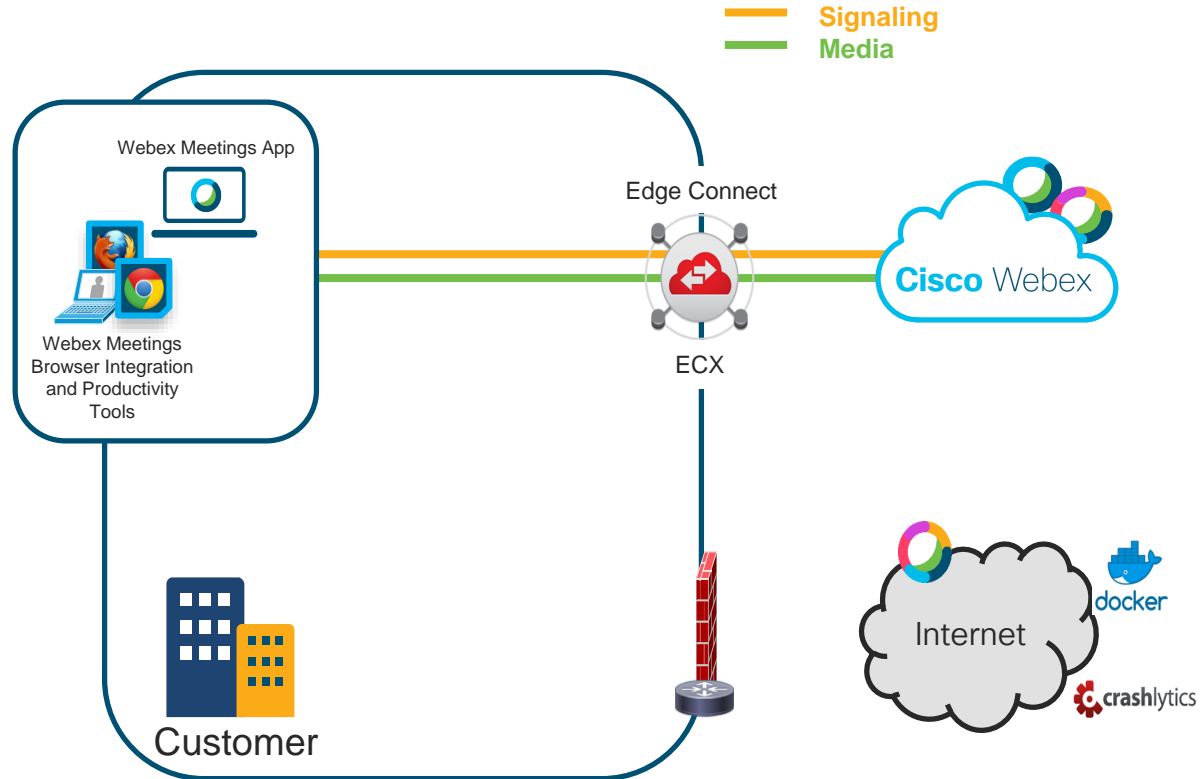 Signaling
Media
Webex Meetings App
Edge Connect
Cisco Webex
Webex Meetings
Browser Integration
and Productivity
Tools
ECX
docker
Internet
crashlytics
Customer